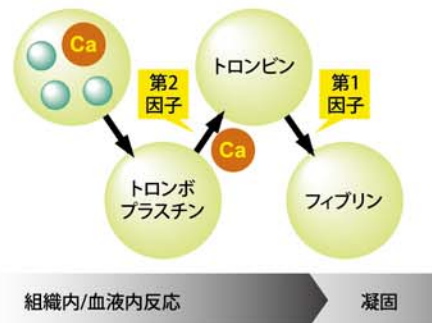 Ca
トロンビン
第2
因子
第1
因子
Ca
トロンボ
プラスチン
フィブリン
組織内/血液内反応
凝固